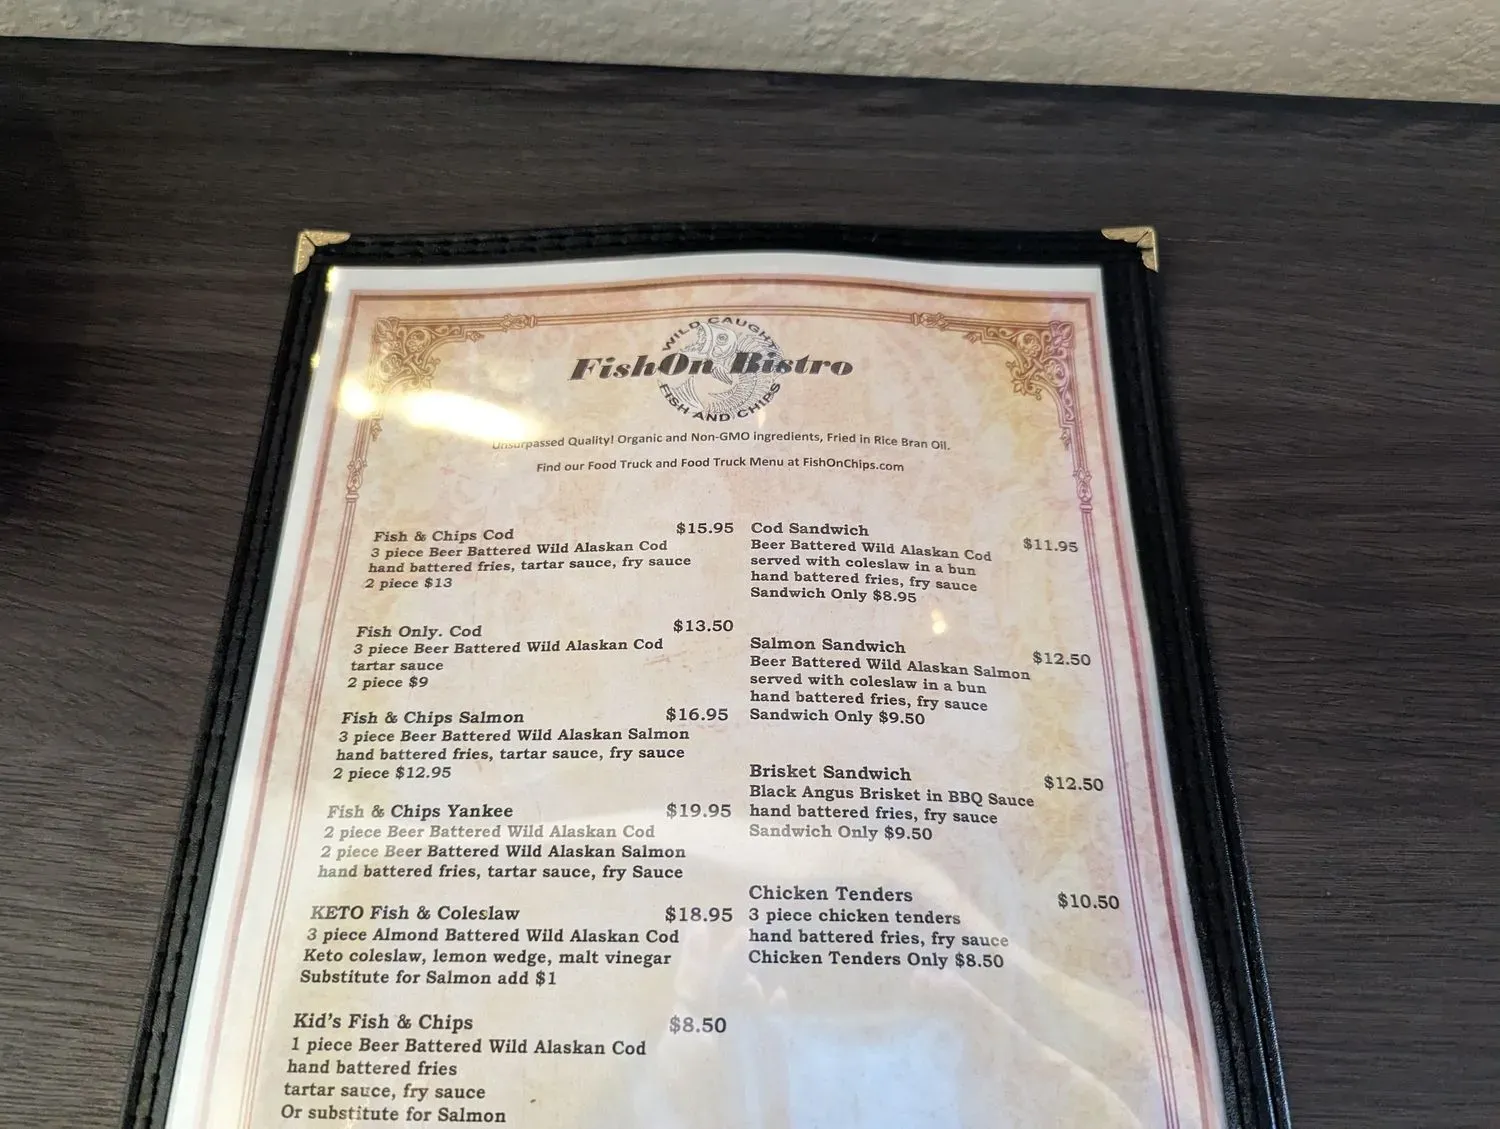 WILD CAUGHT
FishOn Bistro
FISH AND CHIPS
Unsurpassed Quality! Organic and Non-GMO ingredients, Fried in Rice Bran Oil.
Find our Food Truck and Food Truck Menu at FishOnChips.com
Fish & Chips Cod $15.95
3 piece Beer Battered Wild Alaskan Cod
hand battered fries, tartar sauce, fry sauce
2 piece $13
Fish Only. Cod $13.50
3 piece Beer Battered Wild Alaskan Cod
tartar sauce
2 piece $9
Fish & Chips Salmon $16.95
3 piece Beer Battered Wild Alaskan Salmon
hand battered fries, tartar sauce, fry sauce
2 piece $12.95
Fish & Chips Yankee $19.95
2 piece Beer Battered Wild Alaskan Cod
2 piece Beer Battered Wild Alaskan Salmon
hand battered fries, tartar sauce, fry Sauce
KETO Fish & Coleslaw $18.95
3 piece Almond Battered Wild Alaskan Cod
Keto coleslaw, lemon wedge, malt vinegar
Substitute for Salmon add $1
Kid's Fish & Chips $8.50
1 piece Beer Battered Wild Alaskan Cod
hand battered fries
tartar sauce, fry sauce
Or substitute for Salmon
Cod Sandwich $11.95
Beer Battered Wild Alaskan Cod
served with coleslaw in a bun
hand battered fries, fry sauce
Sandwich Only $8.95
Salmon Sandwich $12.50
Beer Battered Wild Alaskan Salmon
served with coleslaw in a bun
hand battered fries, fry sauce
Sandwich Only $9.50
Brisket Sandwich $12.50
Black Angus Brisket in BBQ Sauce
hand battered fries, fry sauce
Sandwich Only $9.50
Chicken Tenders $10.50
3 piece chicken tenders
hand battered fries, fry sauce
Chicken Tenders Only $8.50